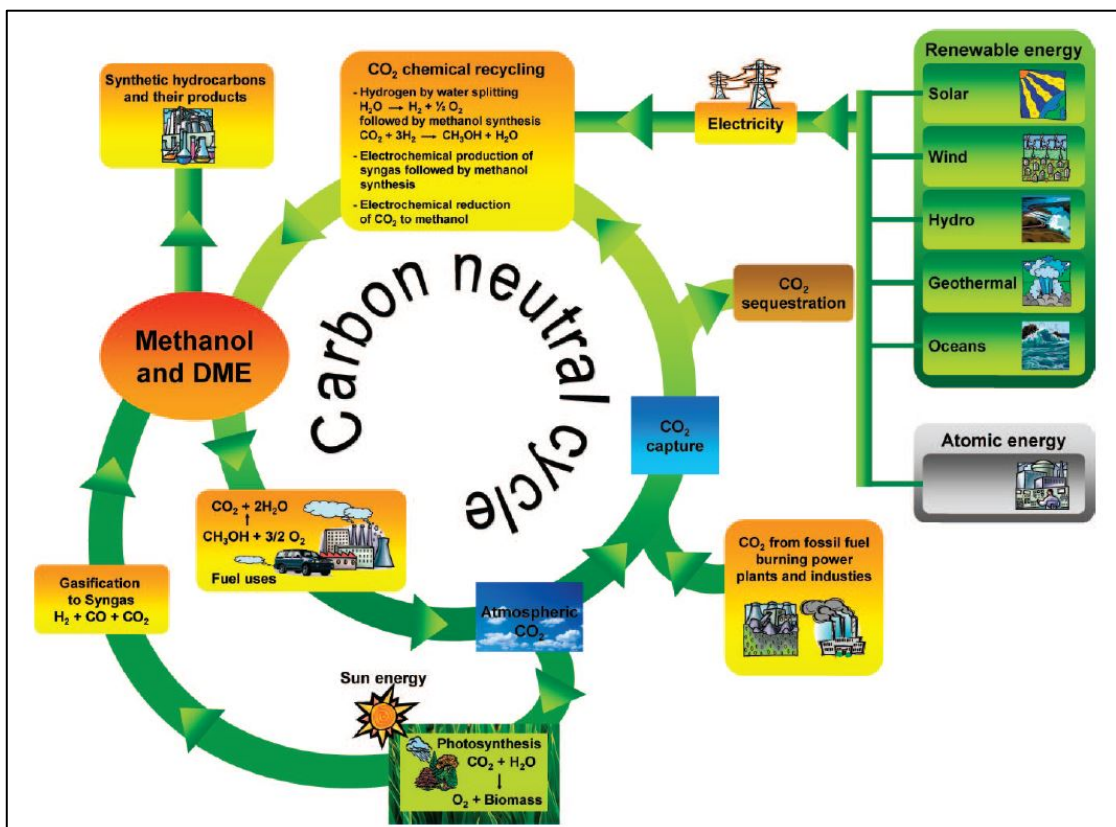 Synthetic hydrocarbons
and their products
CO₂ chemical recycling
- Hydrogen by water splitting
H₂O → H₂ + ½ O₂
followed by methanol synthesis
CO₂ + 3H₂ → CH₃OH + H₂O
- Electrochemical production of
syngas followed by methanol
synthesis
- Electrochemical reduction
of CO₂ to methanol
Electricity
Renewable energy
Solar
Wind
Hydro
Geothermal
Oceans
Atomic energy
CO₂
sequestration
Methanol
and DME
Carbon neutral cycle
CO₂
capture
CO₂ + 2H₂O
↑
CH₃OH + 3/2 O₂
Fuel uses
CO₂ from fossil fuel
burning power
plants and industies
Gasification
to Syngas
H₂ + CO + CO₂
Atmospheric
CO₂
Sun energy
Photosynthesis
CO₂ + H₂O
↓
O₂ + Biomass